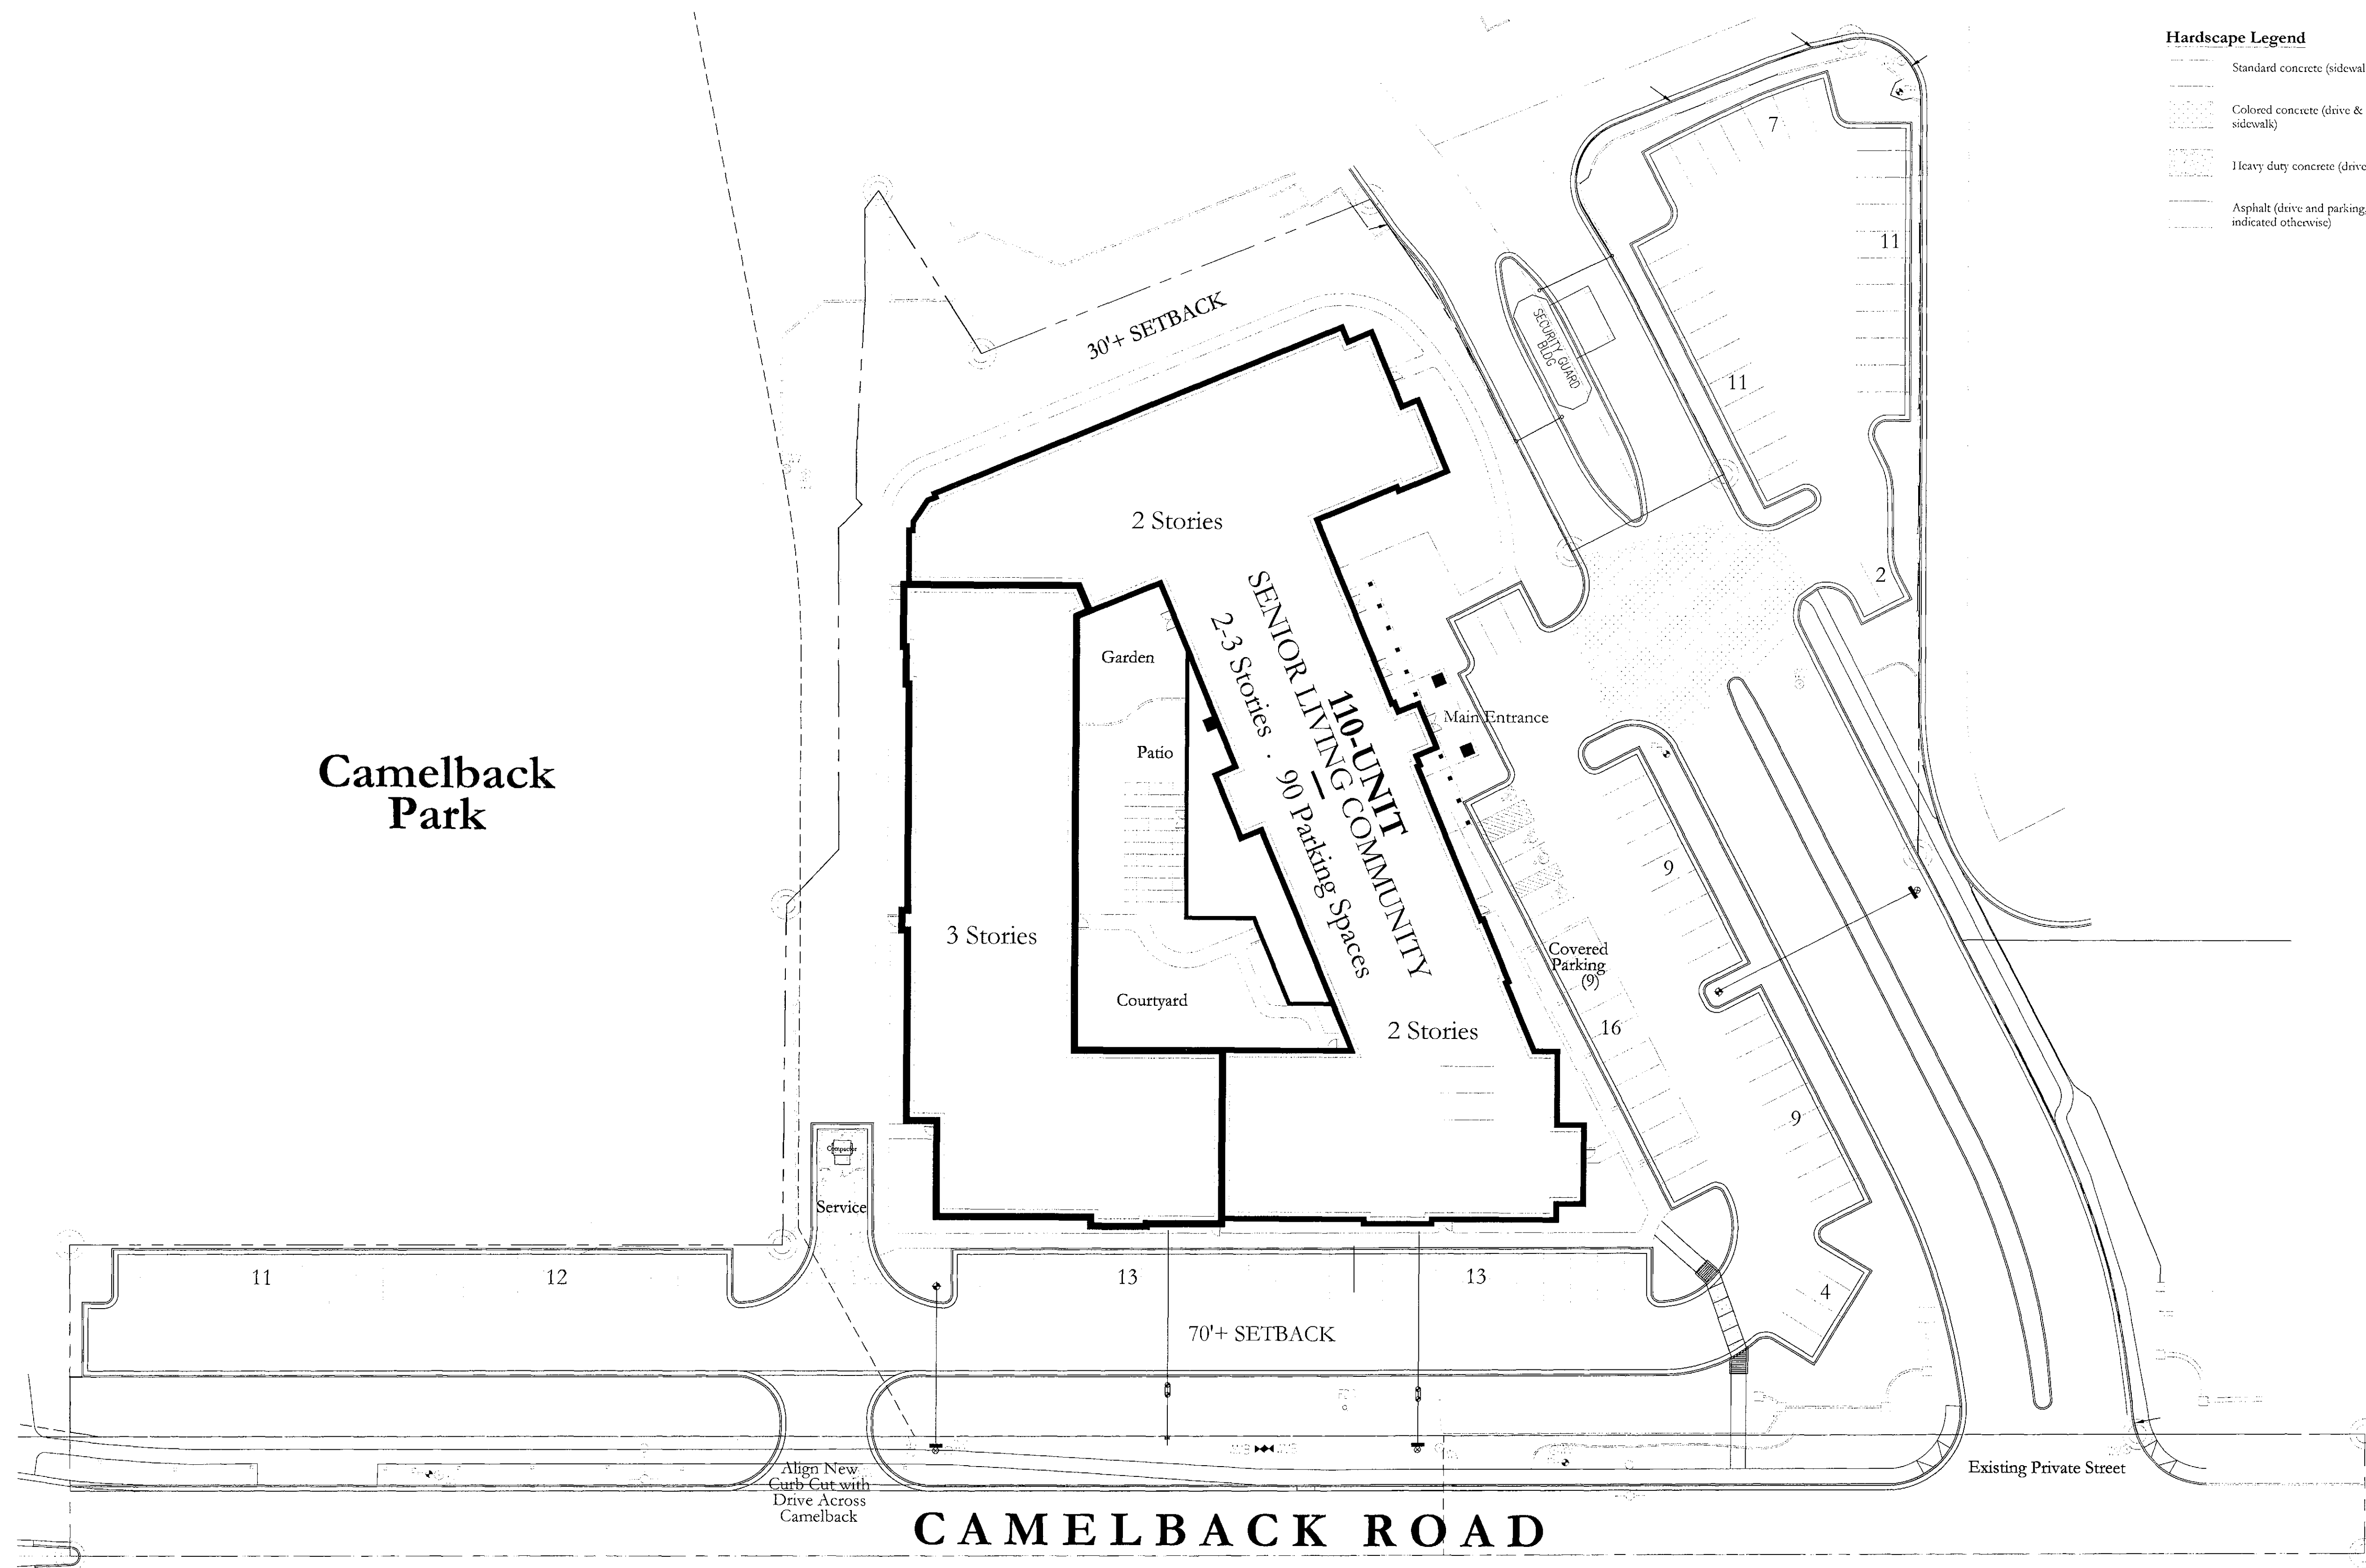 Hardscape Legend
Standard concrete (sidewal
Colored concrete (drive &
sidewalk)
Heavy duty concrete (drive
Asphalt (drive and parking,
indicated otherwise)
7
11
11
2
30'+ SETBACK
SECURITY GUARD
BLDG
2 Stories
Garden
Patio
Courtyard
3 Stories
110-UNIT
SENIOR LIVING COMMUNITY
2-3 Stories · 90 Parking Spaces
Main Entrance
Camelback
Park
9
Covered
Parking
(9)
16
2 Stories
9
Compactor
Service
11
12
13
13
4
70'+ SETBACK
Align New
Curb Cut with
Drive Across
Camelback
Existing Private Street
CAMELBACK ROAD